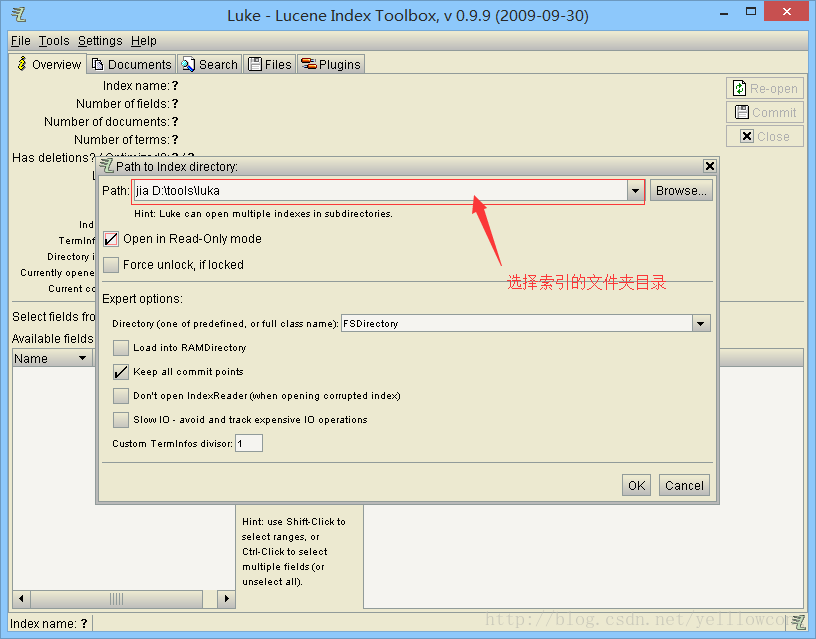 Luke - Lucene Index Toolbox, v 0.9.9 (2009-09-30)
File Tools Settings Help
Overview Documents Search Files Plugins
Index name: ?
Re-open
Number of fields: ?
Number of documents: ?
Commit
Number of terms: ?
Close
Has deletions? / Optimized?: ? / ?
Path to Index directory:
Path: jia D:\tools\luka Browse...
Hint: Luke can open multiple indexes in subdirectories.
Ind
Open in Read-Only mode
TermInf
Directory i
Force unlock, if locked
Currently opene
选择索引的文件夹目录
Current co
Expert options:
Select fields fro
Directory (one of predefined, or full class name): FSDirectory
Available fields
Load into RAMDirectory
Name
Keep all commit points
Don't open IndexReader (when opening corrupted index)
Slow IO - avoid and track expensive IO operations
Custom TermInfos divisor: 1
OK Cancel
Hint: use Shift-Click to
select ranges, or
Ctrl-Click to select
multiple fields (or
unselect all).
Index name: ?
http://blog.csdn.net/yelllowcon